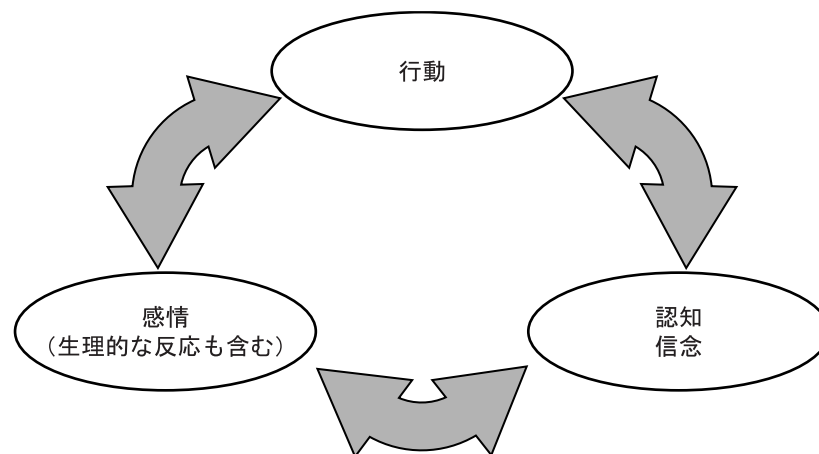 行動
感情
（生理的な反応も含む）
認知
信念